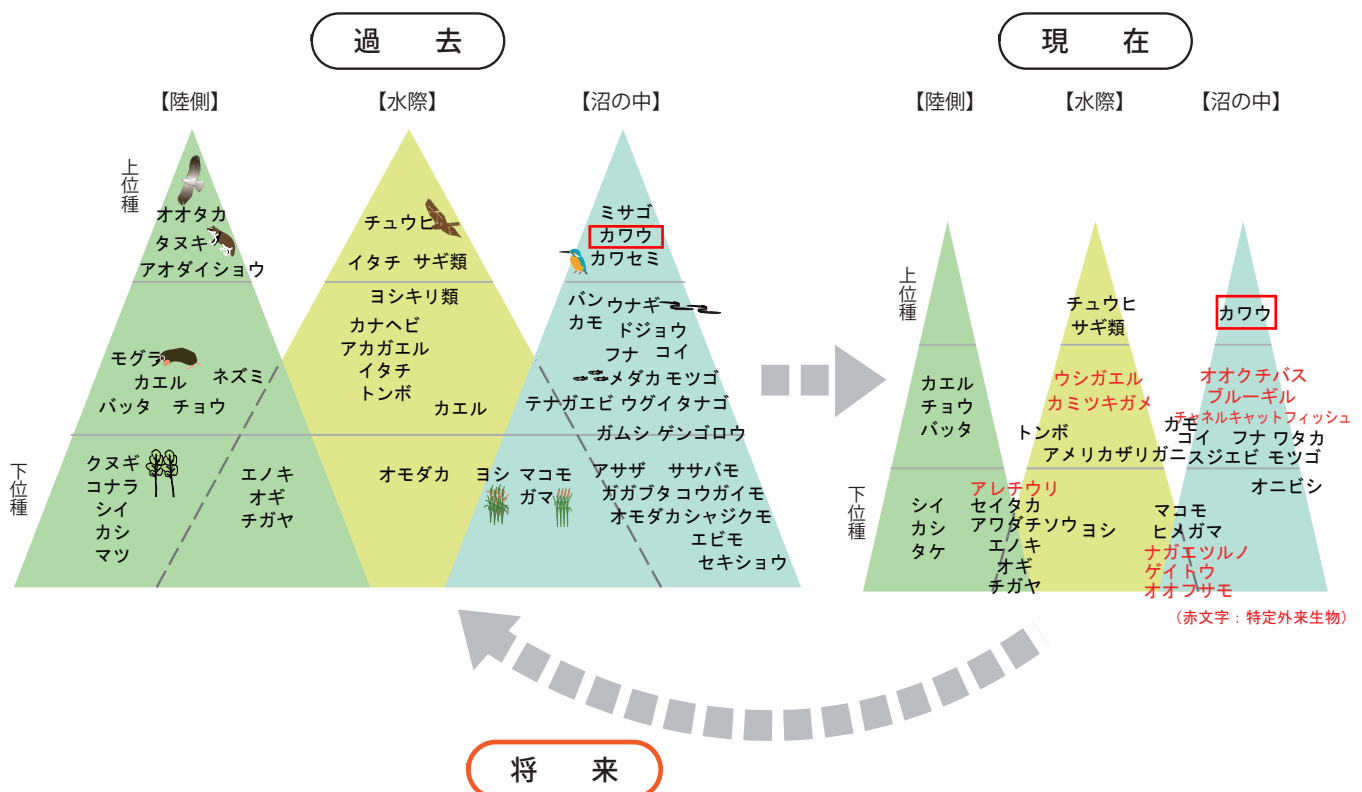 過　去
【陸側】
【水際】
【沼の中】
上位種
オオタカ
タヌキ
アオダイショウ
チュウヒ
イタチ サギ類
ミサゴ
カワウ
カワセミ
モグラ
カエル
ネズミ
バッタ チョウ
ヨシキリ類
カナヘビ
アカガエル
イタチ
トンボ
カエル
バン ウナギ
カモ ドジョウ
フナ コイ
メダカ モツゴ
テナガエビ ウグイ タナゴ
ガムシ ゲンゴロウ
下位種
クヌギ
コナラ
シイ
カシ
マツ
エノキ
オギ
チガヤ
オモダカ
ヨシ マコモ
ガマ
アサザ ササバモ
ガガブタ コウガイモ
オモダカ シャジクモ
エビモ
セキショウ
現　在
【陸側】
【水際】
【沼の中】
上位種
チュウヒ
サギ類
カワウ
カエル
チョウ
バッタ
ウシガエル
カミツキガメ
トンボ
アメリカザリガニ
オオクチバス
ブルーギル
チャネルキャットフィッシュ
カモ
コイ フナ ワタカ
スジエビ モツゴ
下位種
シイ
カシ
タケ
アレチウリ
セイタカ
アワダチソウ
エノキ
オギ
チガヤ
ヨシ
オニビシ
マコモ
ヒメガマ
ナガエツルノ
ゲイトウ
オオフサモ
（赤文字：特定外来生物）
将　来